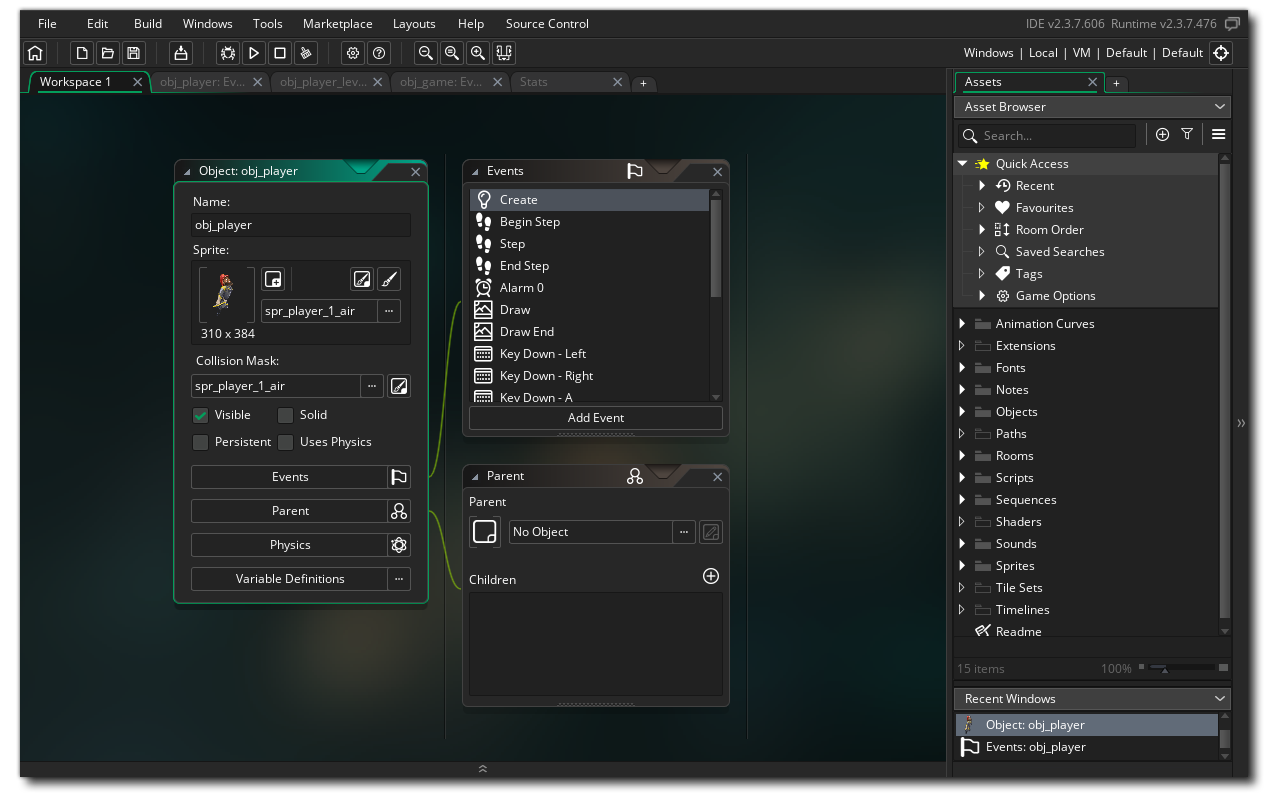 File Edit Build Windows Tools Marketplace Layouts Help Source Control IDE v2.3.7.606 Runtime v2.3.7.476
Windows | Local | VM | Default | Default
Workspace 1 obj_player: Ev... obj_player_lev... obj_game: Ev... Stats +
Assets +
Asset Browser
Search...
Quick Access
Recent
Favourites
Room Order
Saved Searches
Tags
Game Options
Animation Curves
Extensions
Fonts
Notes
Objects
Paths
Rooms
Scripts
Sequences
Shaders
Sounds
Sprites
Tile Sets
Timelines
Readme
15 items 100%
Recent Windows
Object: obj_player
Events: obj_player
Object: obj_player
Name:
obj_player
Sprite:
spr_player_1_air ...
310 x 384
Collision Mask:
spr_player_1_air ...
Visible Solid
Persistent Uses Physics
Events
Parent
Physics
Variable Definitions ...
Events
Create
Begin Step
Step
End Step
Alarm 0
Draw
Draw End
Key Down - Left
Key Down - Right
Key Down - A
Add Event
Parent
Parent
No Object ...
Children